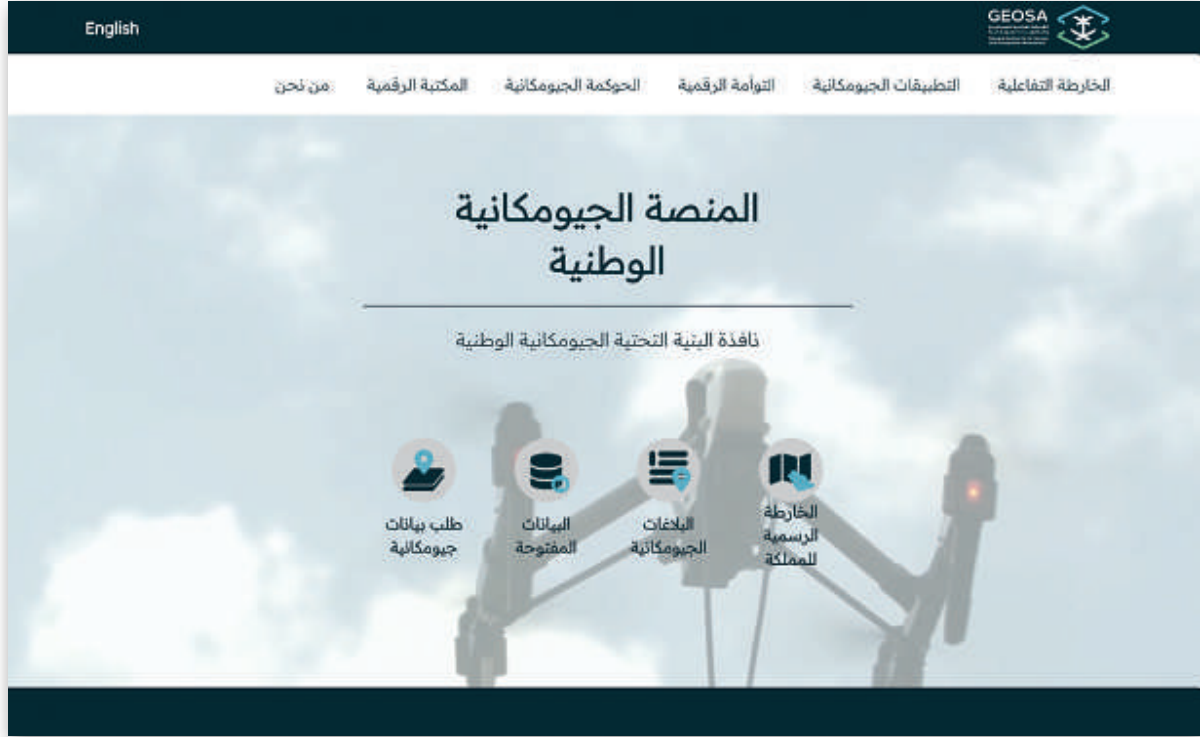 GEOSA
English
الخارطة التفاعلية
التطبيقات الجيومكانية
التوأمة الرقمية
الحوكمة الجيومكانية
المكتبة الرقمية
من نحن
المنصة الجيومكانية
الوطنية
نافذة البنية التحتية الجيومكانية الوطنية
الخارطة
الرسمية
للمملكة
البلاغات
الجيومكانية
البيانات
المفتوحة
طلب بيانات
جيومكانية